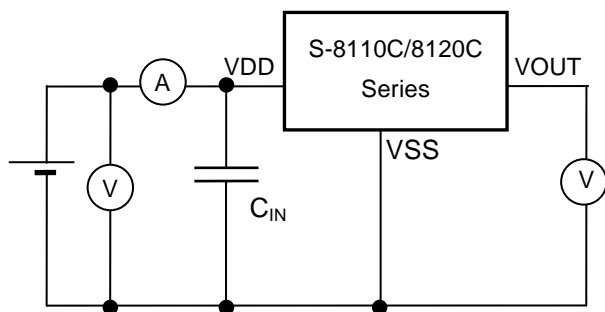 S-8110C/8120C
Series
A
VDD
VOUT
VSS
V
CIN
V